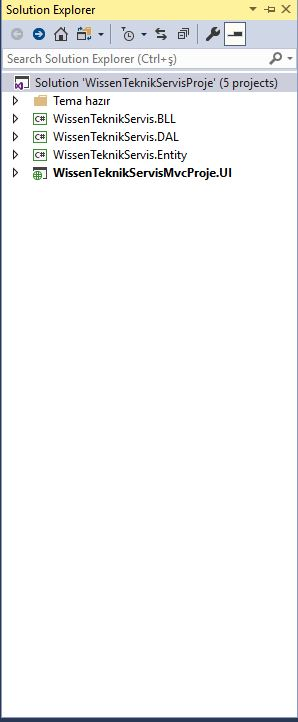 Solution Explorer
Search Solution Explorer (Ctrl+ş)
Solution 'WissenTeknikServisProje' (5 projects)
Tema hazır
C# WissenTeknikServis.BLL
C# WissenTeknikServis.DAL
C# WissenTeknikServis.Entity
WissenTeknikServisMvcProje.UI